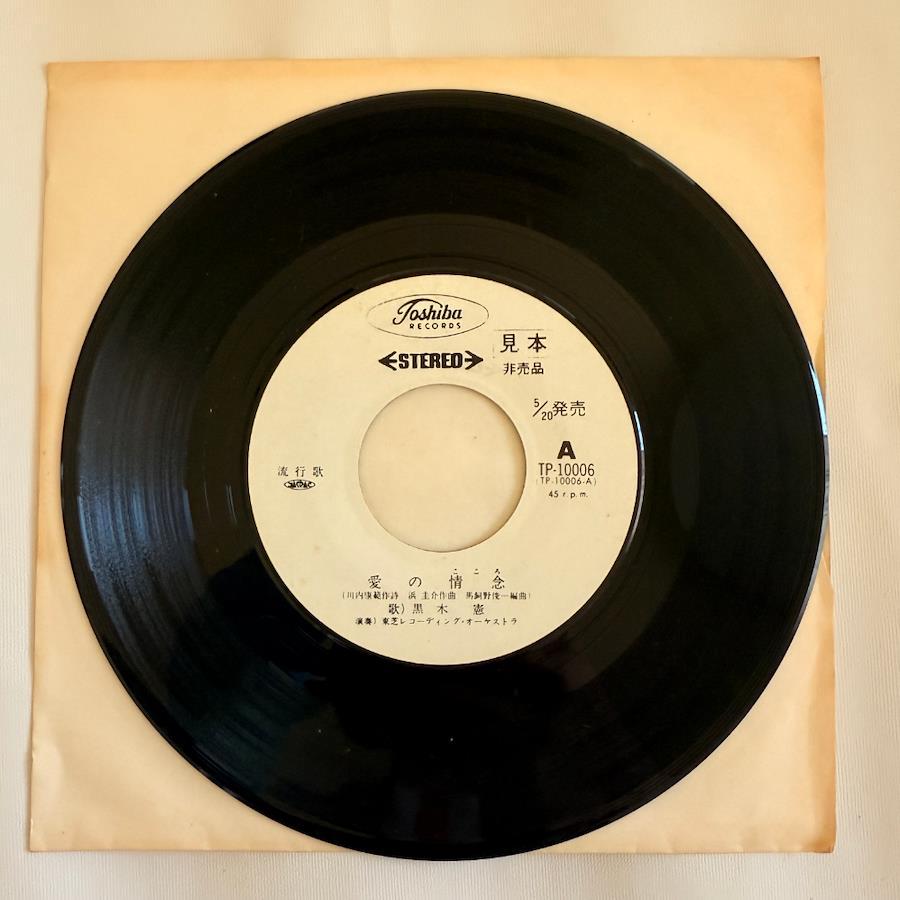 Toshiba
RECORDS
STEREO
見本
非売品
5/20発売
A
TP-10006
(TP-10006-A)
45 r.p.m.
流行歌
こころ
愛の情念
(川内康範作詩 浜圭介作曲 馬飼野俊一編曲)
歌)黒木 憲
演奏)東芝レコーディング・オーケストラ